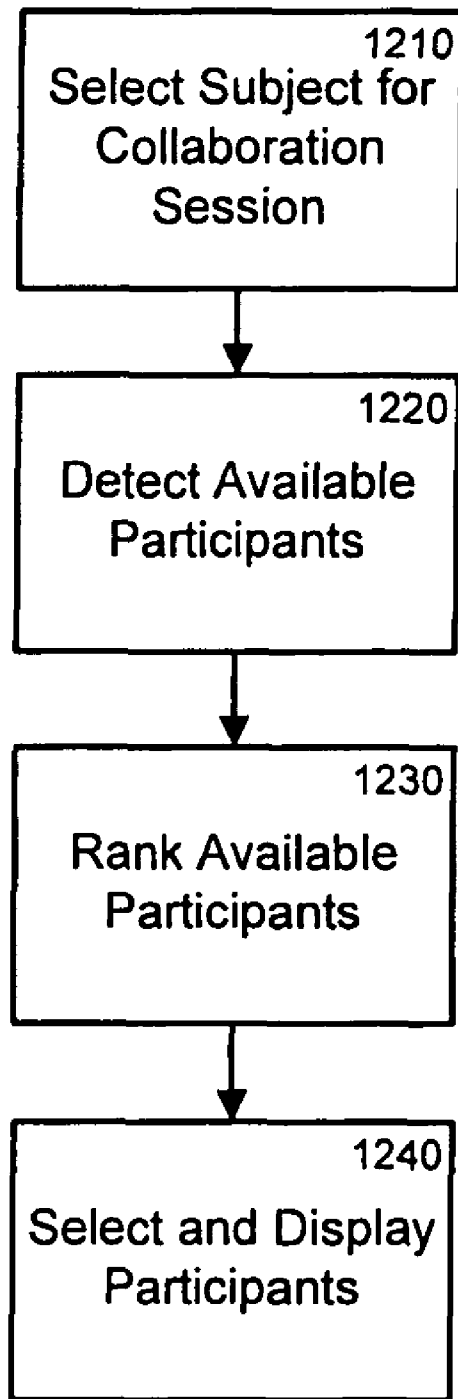 1210
Select Subject for
Collaboration
Session
1220
Detect Available
Participants
1230
Rank Available
Participants
1240
Select and Display
Participants